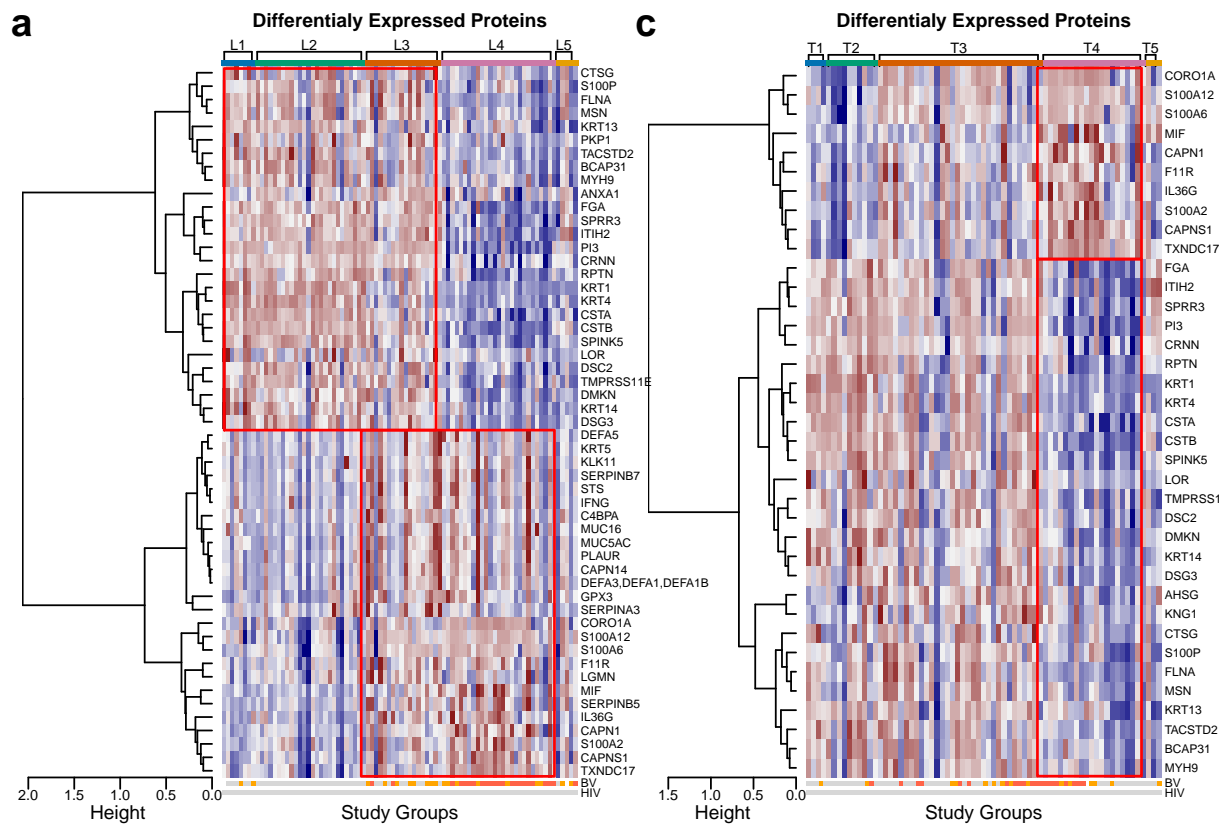 a
Differentialy Expressed Proteins
L1 L2 L3 L4 L5
CTSG
S100P
FLNA
MSN
KRT13
PKP1
TACSTD2
BCAP31
MYH9
ANXA1
FGA
SPRR3
ITIH2
PI3
CRNN
RPTN
KRT1
KRT4
CSTA
CSTB
SPINK5
LOR
DSC2
TMPRSS11E
DMKN
KRT14
DSG3
DEFA5
KRT5
KLK11
SERPINB7
STS
IFNG
C4BPA
MUC16
MUC5AC
PLAUR
CAPN14
DEFA3,DEFA1,DEFA1B
GPX3
SERPINA3
CORO1A
S100A12
S100A6
F11R
LGMN
MIF
SERPINB5
IL36G
CAPN1
S100A2
CAPNS1
TXNDC17
BV
HIV
2.0 1.5 1.0 0.5 0.0
Height
Study Groups
c
Differentialy Expressed Proteins
T1 T2 T3 T4 T5
CORO1A
S100A12
S100A6
MIF
CAPN1
F11R
IL36G
S100A2
CAPNS1
TXNDC17
FGA
ITIH2
SPRR3
PI3
CRNN
RPTN
KRT1
KRT4
CSTA
CSTB
SPINK5
LOR
TMPRSS1
DSC2
DMKN
KRT14
DSG3
AHSG
KNG1
CTSG
S100P
FLNA
MSN
KRT13
TACSTD2
BCAP31
MYH9
BV
HIV
1.5 1.0 0.5 0.0
Height
Study Groups